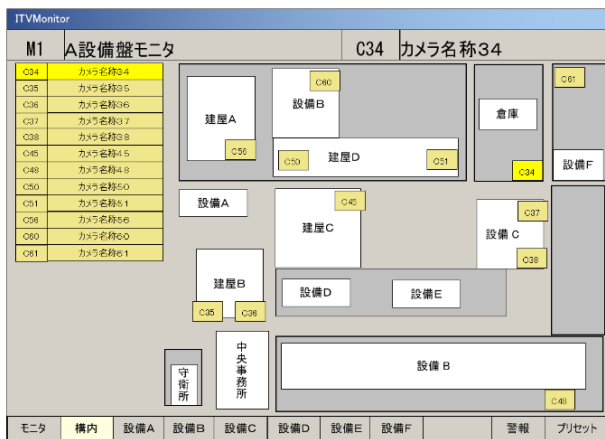 ITVMonitor
M1 A設備盤モニタ C34 カメラ名称34
C34 カメラ名称34
C35 カメラ名称35
C36 カメラ名称36
C37 カメラ名称37
C38 カメラ名称38
C45 カメラ名称45
C48 カメラ名称48
C50 カメラ名称50
C51 カメラ名称51
C56 カメラ名称56
C60 カメラ名称60
C61 カメラ名称61
C60
C61
設備B
建屋A
倉庫
C56
C50
建屋D
C51
C34
設備F
設備A
C45
C37
建屋C
設備 C
C38
建屋B
設備D
設備E
C35
C36
中央事務所
守衛所
設備 B
C48
モニタ 構内 設備A 設備B 設備C 設備D 設備E 設備F 警報 プリセット